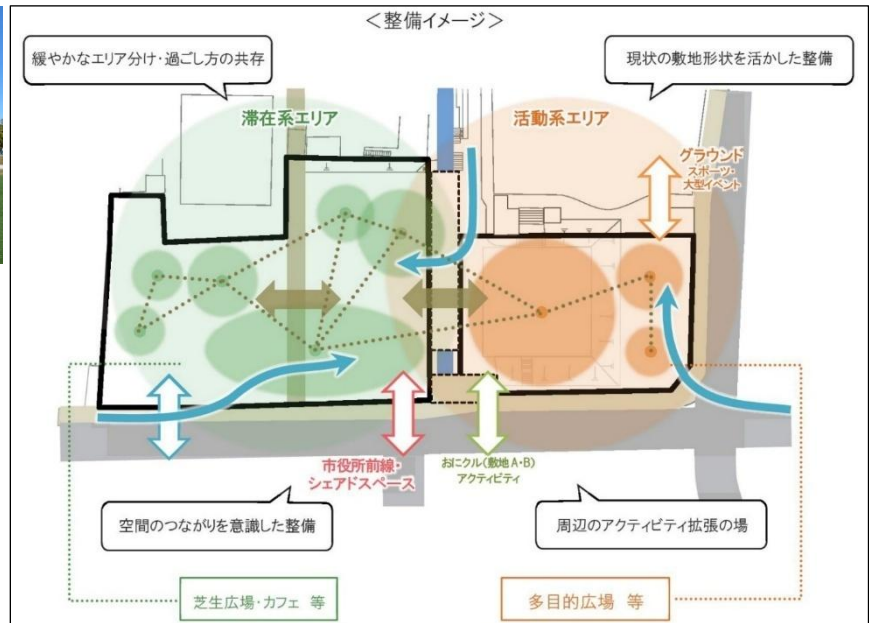 ＜整備イメージ＞
緩やかなエリア分け・過ごし方の共存
現状の敷地形状を活かした整備
滞在系エリア
活動系エリア
グラウンド
スポーツ・
大型イベント
市役所前線・
シェアドスペース
おにクル(敷地A・B)
アクティビティ
空間のつながりを意識した整備
周辺のアクティビティ拡張の場
芝生広場・カフェ 等
多目的広場 等